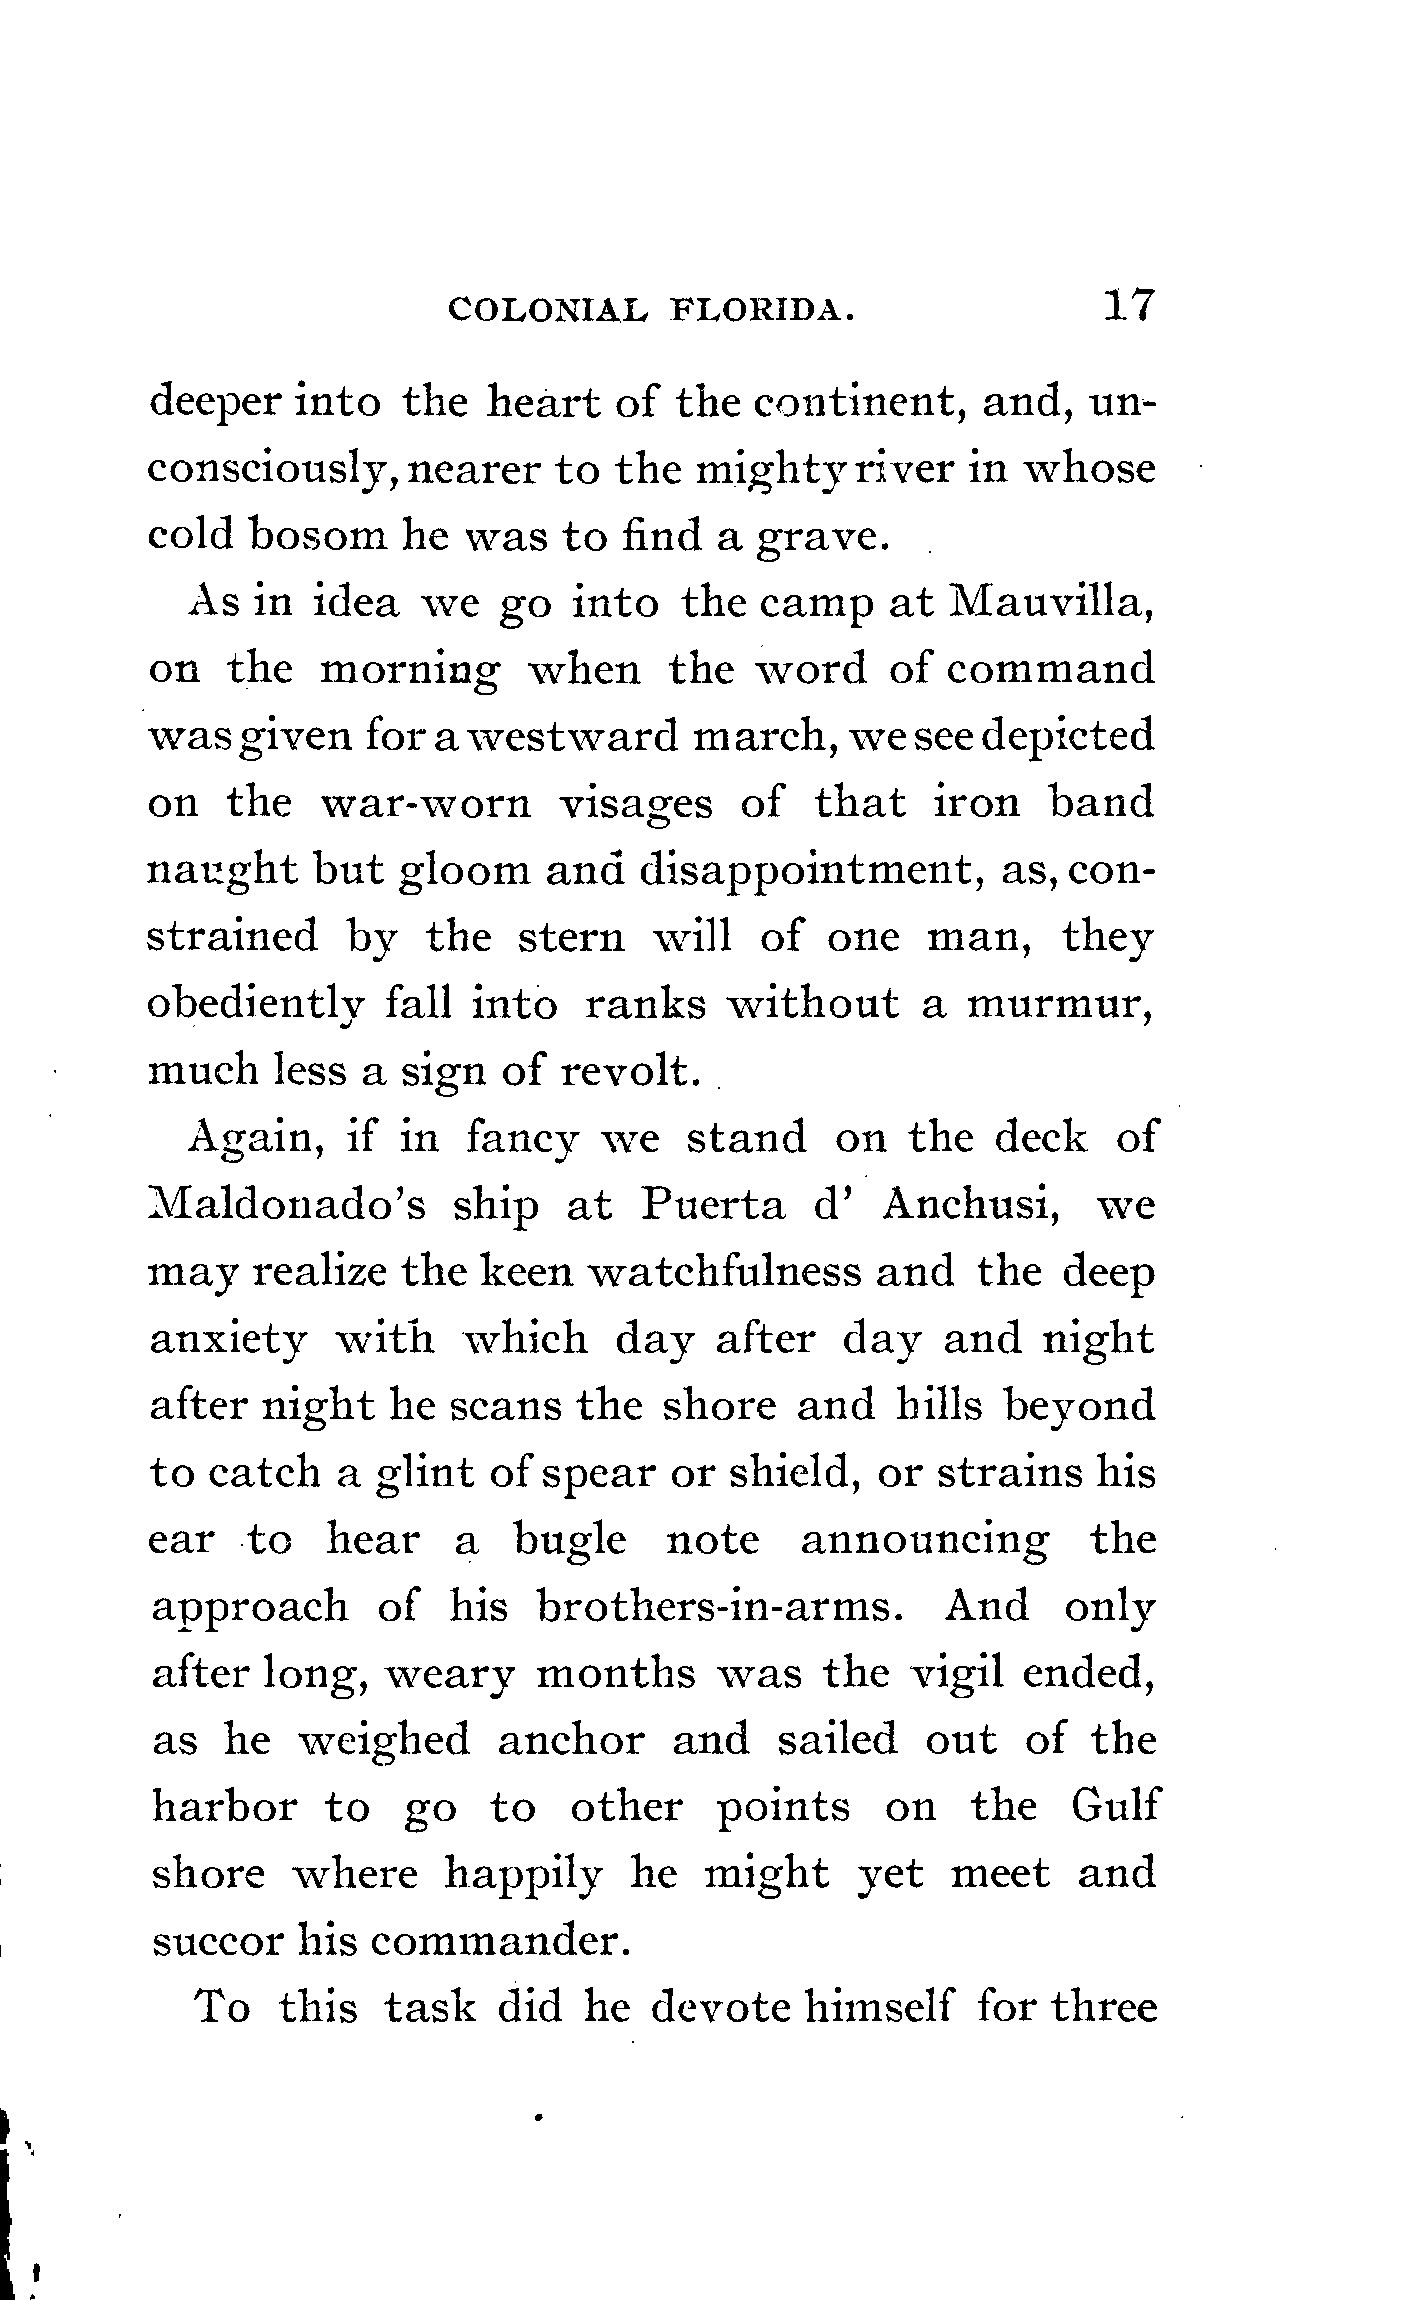 COLONIAL FLORIDA. 17
deeper into the heart of the continent, and, un-
consciously, nearer to the mighty river in whose
cold bosom he was to find a grave.
As in idea we go into the camp at Mauvilla,
on the morning when the word of command
was given for a westward march, we see depicted
on the war-worn visages of that iron band
naught but gloom and disappointment, as, con-
strained by the stern will of one man, they
obediently fall into ranks without a murmur,
much less a sign of revolt.
Again, if in fancy we stand on the deck of
Maldonado's ship at Puerta d' Anchusi, we
may realize the keen watchfulness and the deep
anxiety with which day after day and night
after night he scans the shore and hills beyond
to catch a glint of spear or shield, or strains his
ear to hear a bugle note announcing the
approach of his brothers-in-arms. And only
after long, weary months was the vigil ended,
as he weighed anchor and sailed out of the
harbor to go to other points on the Gulf
shore where happily he might yet meet and
succor his commander.
To this task did he devote himself for three